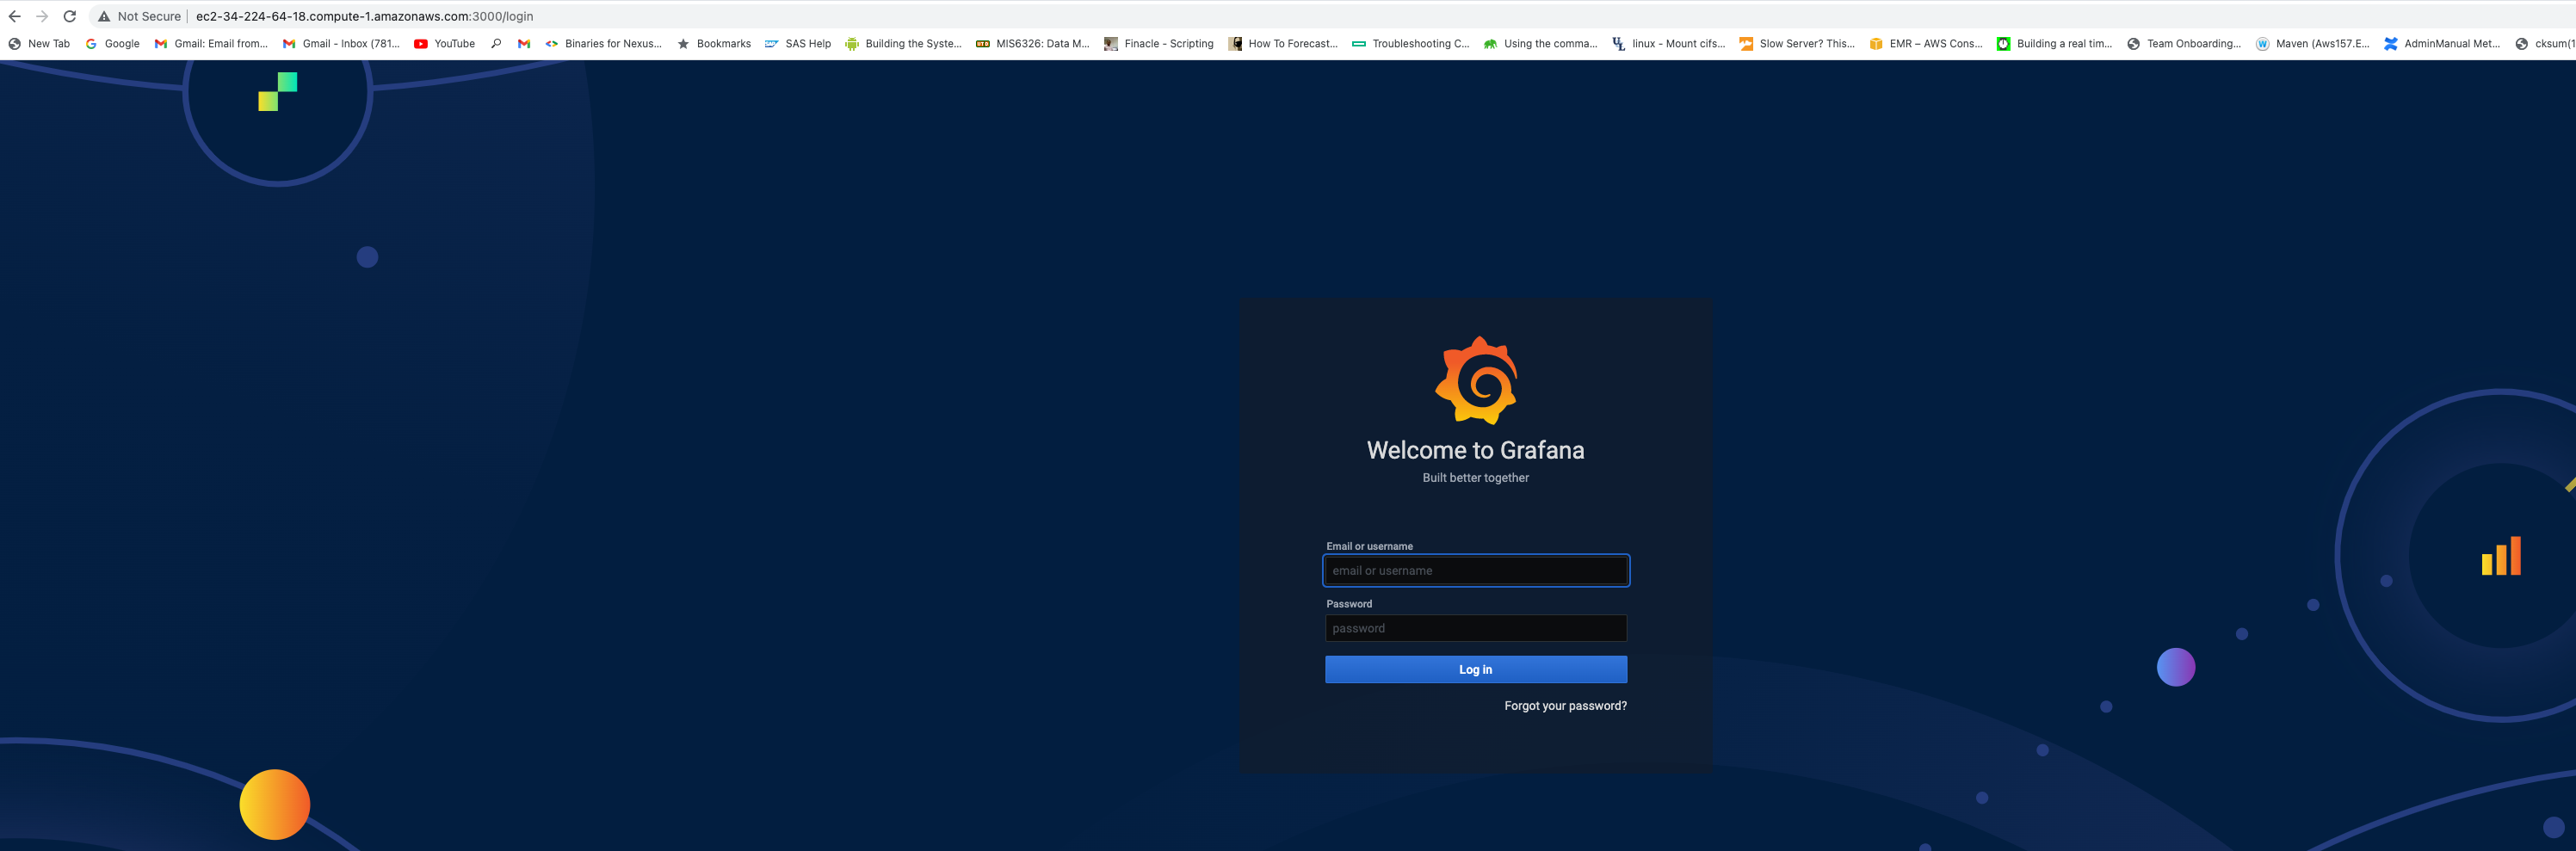 Not Secure ec2-34-224-64-18.compute-1.amazonaws.com:3000/login
New Tab Google Gmail: Email from... Gmail - Inbox (781... YouTube Binaries for Nexus... Bookmarks SAS Help Building the Syste... MIS6326: Data M... Finacle - Scripting How To Forecast... Troubleshooting C... Using the comma... linux - Mount cifs... Slow Server? This... EMR – AWS Cons... Building a real tim... Team Onboarding... Maven (Aws157.E... AdminManual Met... cksum(1
Welcome to Grafana
Built better together
Email or username
email or username
Password
password
Log in
Forgot your password?